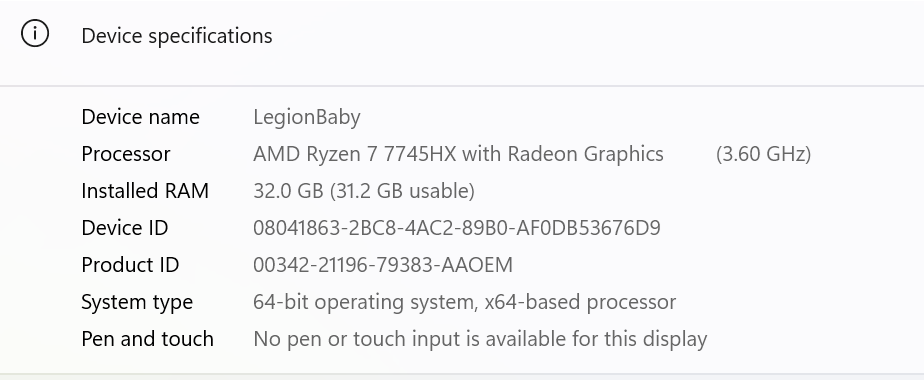 Device specifications
Device name LegionBaby
Processor AMD Ryzen 7 7745HX with Radeon Graphics (3.60 GHz)
Installed RAM 32.0 GB (31.2 GB usable)
Device ID 08041863-2BC8-4AC2-89B0-AF0DB53676D9
Product ID 00342-21196-79383-AAOEM
System type 64-bit operating system, x64-based processor
Pen and touch No pen or touch input is available for this display